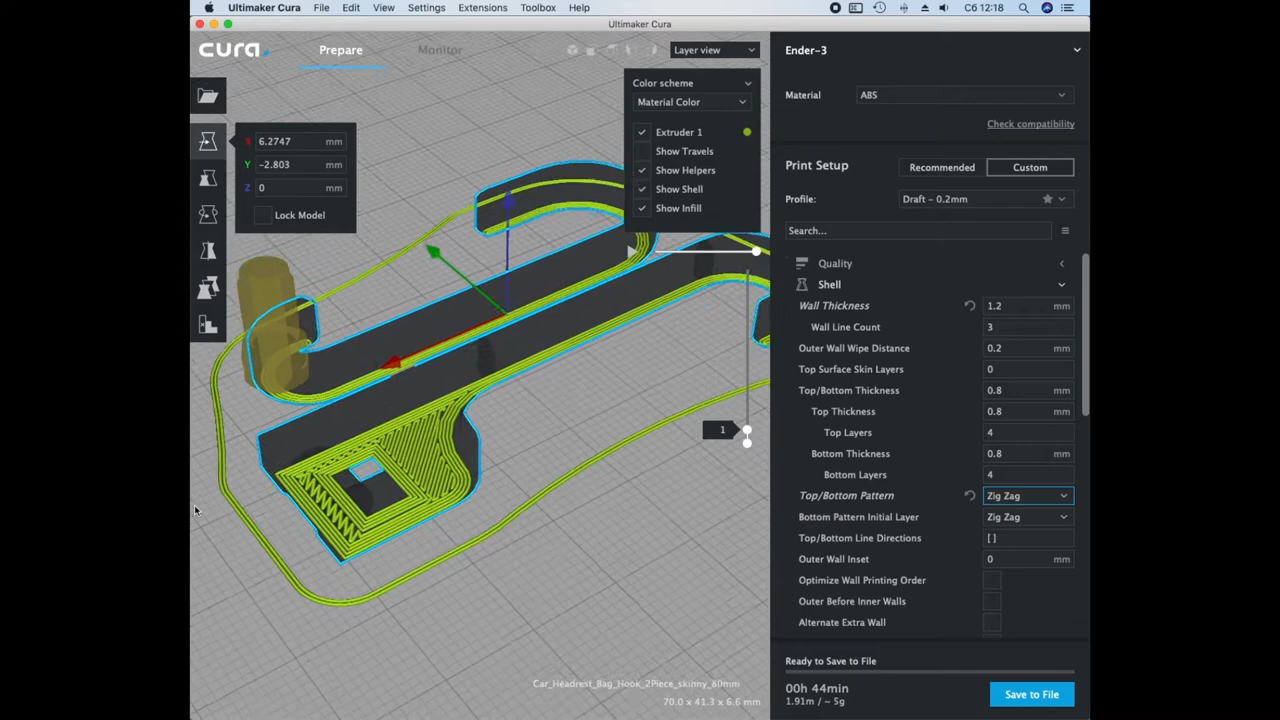 Ultimaker Cura File Edit View Settings Extensions Toolbox Help Сб 12:18
Ultimaker Cura
cura. Prepare Monitor Layer view
Ender-3
Color scheme
Material Color
Extruder 1
Show Travels
Show Helpers
Show Shell
Show Infill
X 6.2747 mm
Y -2.803 mm
Z 0 mm
Lock Model
1
Car_Headrest_Bag_Hook_2Piece_skinny_60mm
70.0 x 41.3 x 6.6 mm
Material ABS
Check compatibility
Print Setup Recommended Custom
Profile: Draft - 0.2mm
Search...
Quality
Shell
Wall Thickness 1.2 mm
Wall Line Count 3
Outer Wall Wipe Distance 0.2 mm
Top Surface Skin Layers 0
Top/Bottom Thickness 0.8 mm
Top Thickness 0.8 mm
Top Layers 4
Bottom Thickness 0.8 mm
Bottom Layers 4
Top/Bottom Pattern Zig Zag
Bottom Pattern Initial Layer Zig Zag
Top/Bottom Line Directions [ ]
Outer Wall Inset 0 mm
Optimize Wall Printing Order
Outer Before Inner Walls
Alternate Extra Wall
Ready to Save to File
00h 44min
1.91m / ~ 5g
Save to File